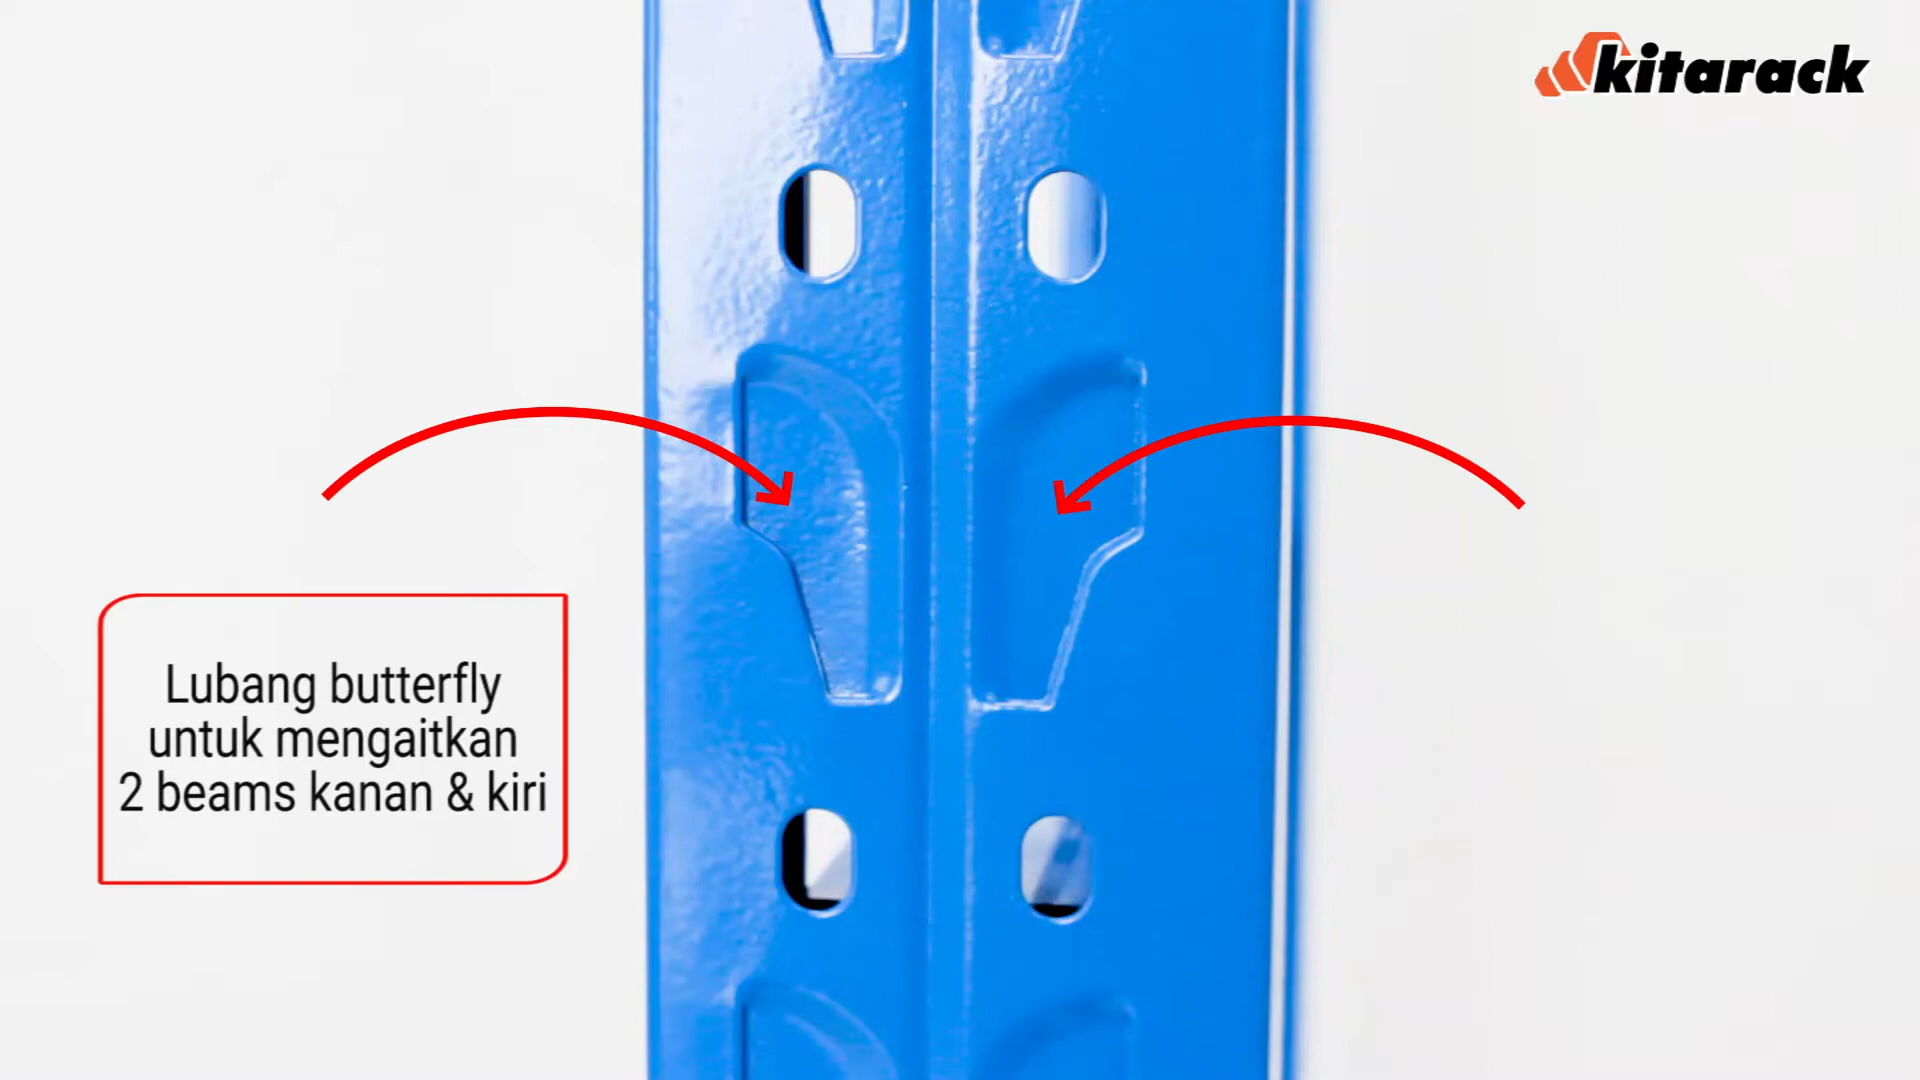 kitarack
Lubang butterfly
untuk mengaitkan
2 beams kanan & kiri